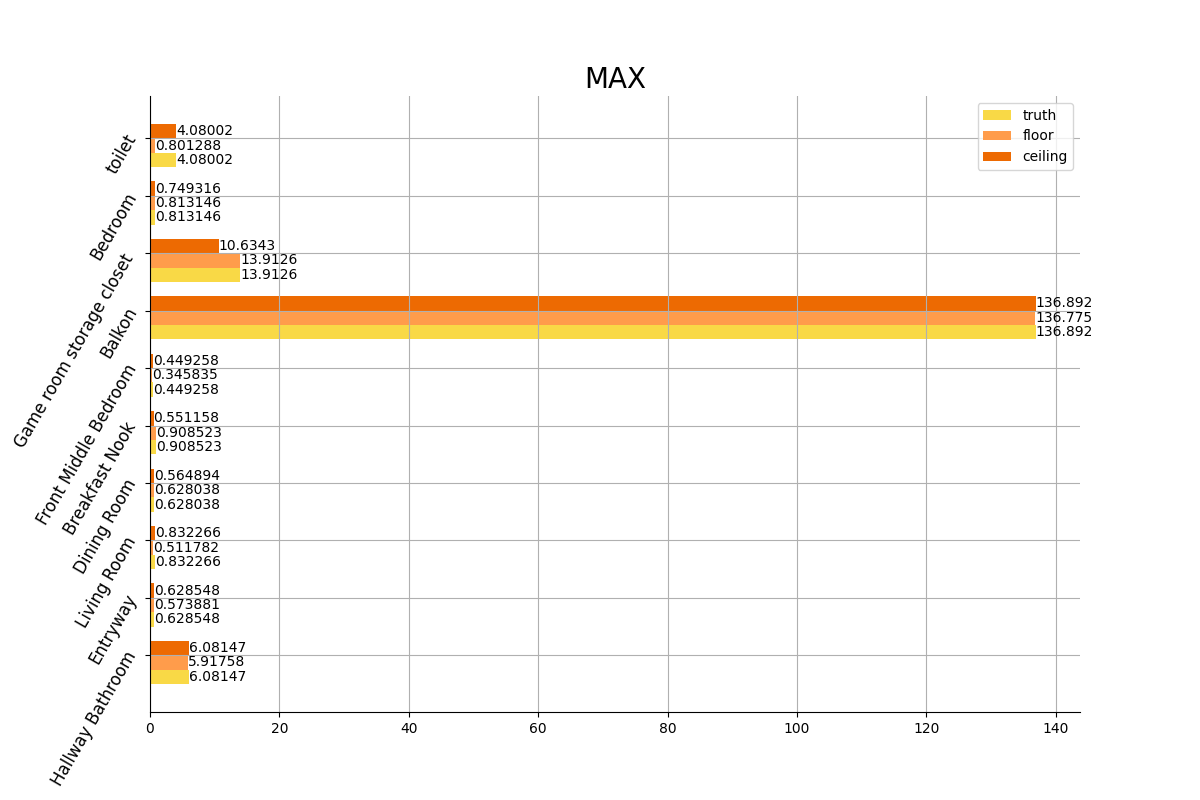 MAX
truth
floor
ceiling
toilet
4.08002
0.801288
4.08002
Bedroom
0.749316
0.813146
0.813146
Game room storage closet
10.6343
13.9126
13.9126
Balkon
136.892
136.775
136.892
Front Middle Bedroom
0.449258
0.345835
0.449258
Breakfast Nook
0.551158
0.908523
0.908523
Dining Room
0.564894
0.628038
0.628038
Living Room
0.832266
0.511782
0.832266
Entryway
0.628548
0.573881
0.628548
Hallway Bathroom
6.08147
5.91758
6.08147
0 20 40 60 80 100 120 140